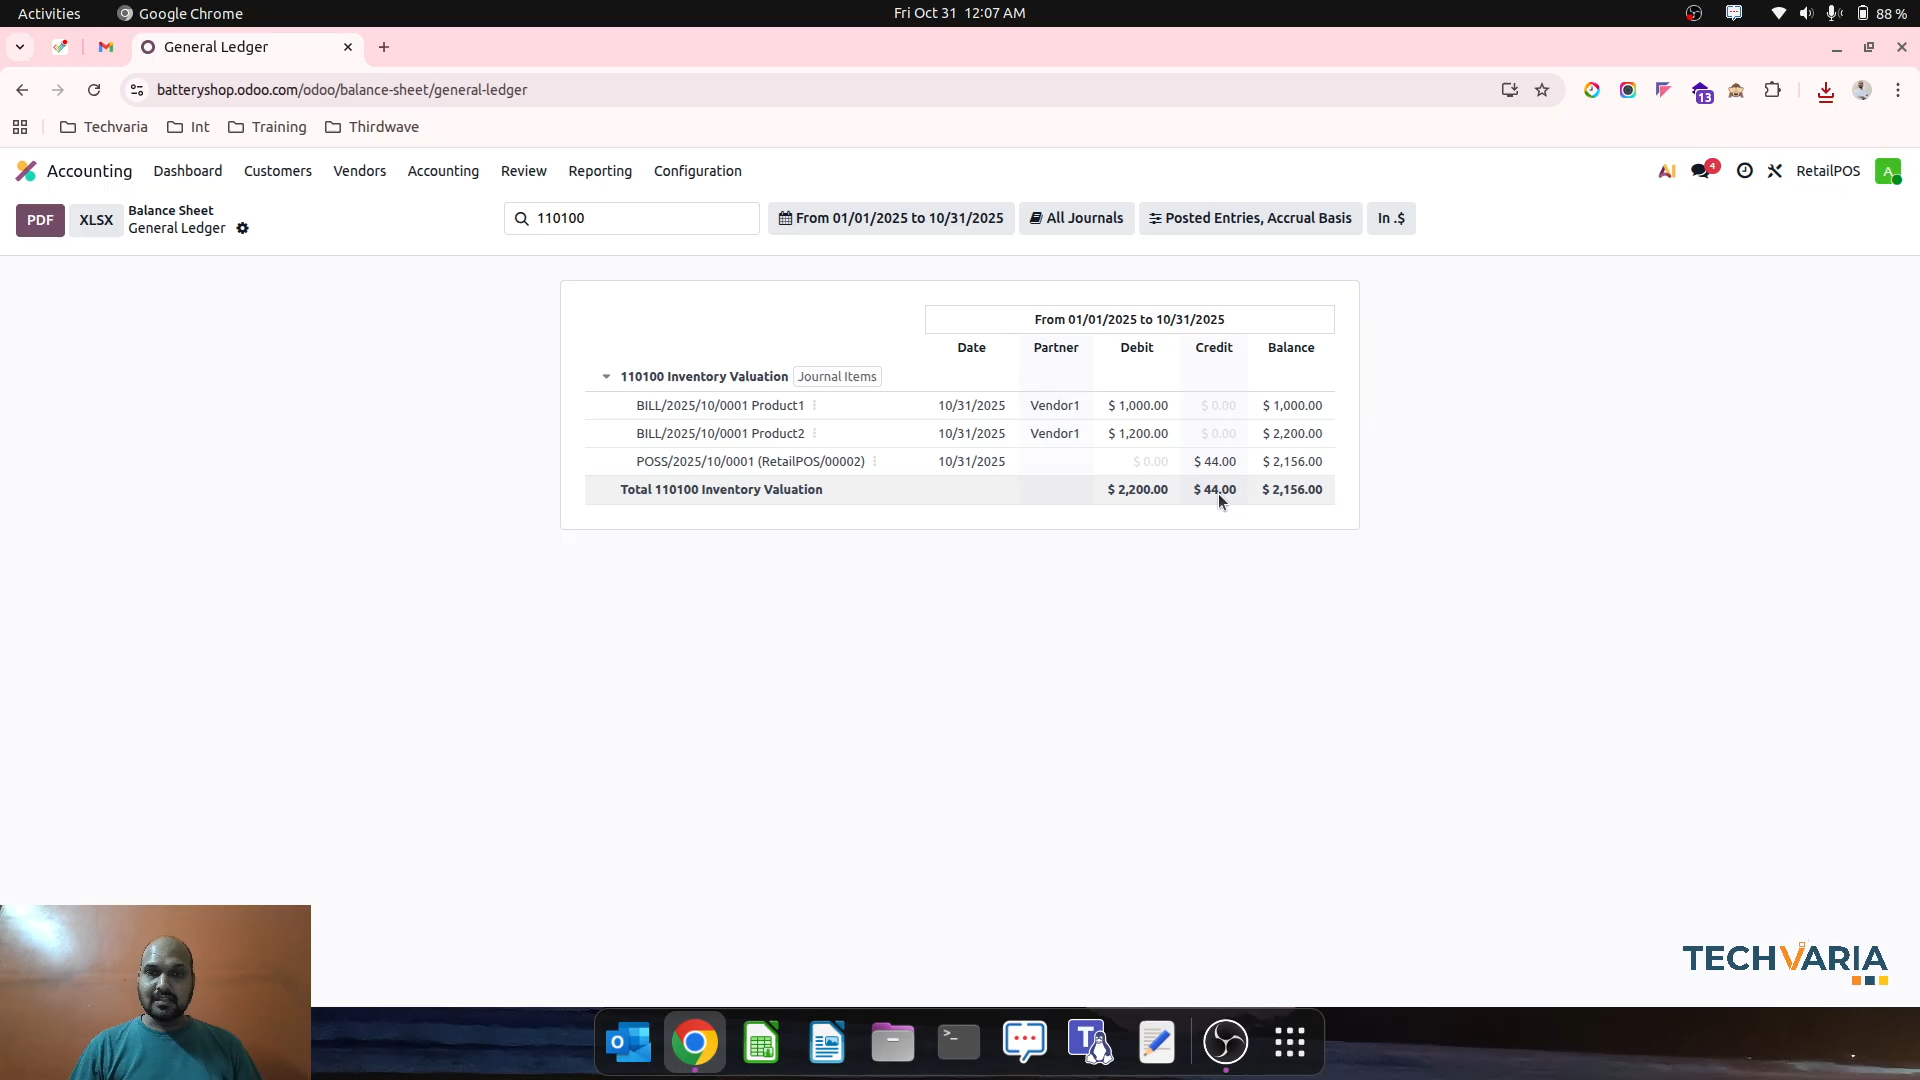 Activities Google Chrome Fri Oct 31 12:07 AM 88 %
General Ledger
batteryshop.odoo.com/odoo/balance-sheet/general-ledger 13
Techvaria Int Training Thirdwave
Accounting Dashboard Customers Vendors Accounting Review Reporting Configuration AI 4 RetailPOS A
PDF XLSX Balance Sheet
General Ledger
110100 From 01/01/2025 to 10/31/2025 All Journals Posted Entries, Accrual Basis In .$
From 01/01/2025 to 10/31/2025
Date Partner Debit Credit Balance
110100 Inventory Valuation Journal Items
BILL/2025/10/0001 Product1 10/31/2025 Vendor1 $ 1,000.00 $ 0.00 $ 1,000.00
BILL/2025/10/0001 Product2 10/31/2025 Vendor1 $ 1,200.00 $ 0.00 $ 2,200.00
POSS/2025/10/0001 (RetailPOS/00002) 10/31/2025 $ 0.00 $ 44.00 $ 2,156.00
Total 110100 Inventory Valuation $ 2,200.00 $ 44.00 $ 2,156.00
TECHVARIA